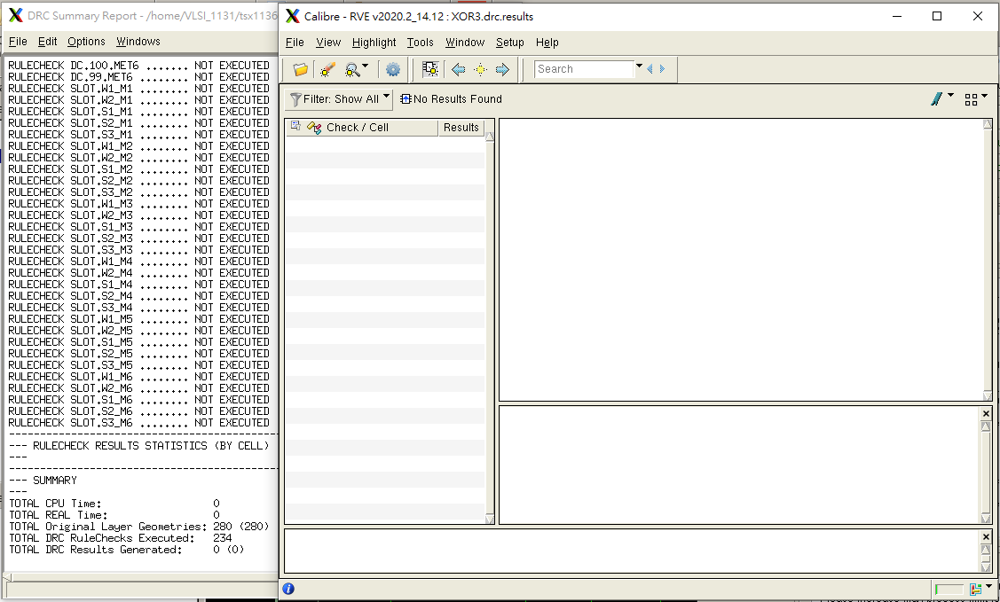 DRC Summary Report - /home/VLSI_1131/tsx1136
File Edit Options Windows
RULECHECK DC.100.MET6 ....... NOT EXECUTED
RULECHECK DC.99.MET6 ........ NOT EXECUTED
RULECHECK SLOT.W1_M1 ........ NOT EXECUTED
RULECHECK SLOT.W2_M1 ........ NOT EXECUTED
RULECHECK SLOT.S1_M1 ........ NOT EXECUTED
RULECHECK SLOT.S2_M1 ........ NOT EXECUTED
RULECHECK SLOT.S3_M1 ........ NOT EXECUTED
RULECHECK SLOT.W1_M2 ........ NOT EXECUTED
RULECHECK SLOT.W2_M2 ........ NOT EXECUTED
RULECHECK SLOT.S1_M2 ........ NOT EXECUTED
RULECHECK SLOT.S2_M2 ........ NOT EXECUTED
RULECHECK SLOT.S3_M2 ........ NOT EXECUTED
RULECHECK SLOT.W1_M3 ........ NOT EXECUTED
RULECHECK SLOT.W2_M3 ........ NOT EXECUTED
RULECHECK SLOT.S1_M3 ........ NOT EXECUTED
RULECHECK SLOT.S2_M3 ........ NOT EXECUTED
RULECHECK SLOT.S3_M3 ........ NOT EXECUTED
RULECHECK SLOT.W1_M4 ........ NOT EXECUTED
RULECHECK SLOT.W2_M4 ........ NOT EXECUTED
RULECHECK SLOT.S1_M4 ........ NOT EXECUTED
RULECHECK SLOT.S2_M4 ........ NOT EXECUTED
RULECHECK SLOT.S3_M4 ........ NOT EXECUTED
RULECHECK SLOT.W1_M5 ........ NOT EXECUTED
RULECHECK SLOT.W2_M5 ........ NOT EXECUTED
RULECHECK SLOT.S1_M5 ........ NOT EXECUTED
RULECHECK SLOT.S2_M5 ........ NOT EXECUTED
RULECHECK SLOT.S3_M5 ........ NOT EXECUTED
RULECHECK SLOT.W1_M6 ........ NOT EXECUTED
RULECHECK SLOT.W2_M6 ........ NOT EXECUTED
RULECHECK SLOT.S1_M6 ........ NOT EXECUTED
RULECHECK SLOT.S2_M6 ........ NOT EXECUTED
RULECHECK SLOT.S3_M6 ........ NOT EXECUTED
--------------------------------------------
--- RULECHECK RESULTS STATISTICS (BY CELL)
---
--------------------------------------------
--- SUMMARY
---
TOTAL CPU Time: 0
TOTAL REAL Time: 0
TOTAL Original Layer Geometries: 280 (280)
TOTAL DRC RuleChecks Executed: 234
TOTAL DRC Results Generated: 0 (0)
Calibre - RVE v2020.2_14.12 : XOR3.drc.results
File View Highlight Tools Window Setup Help
Search
Filter: Show All No Results Found
Check / Cell Results